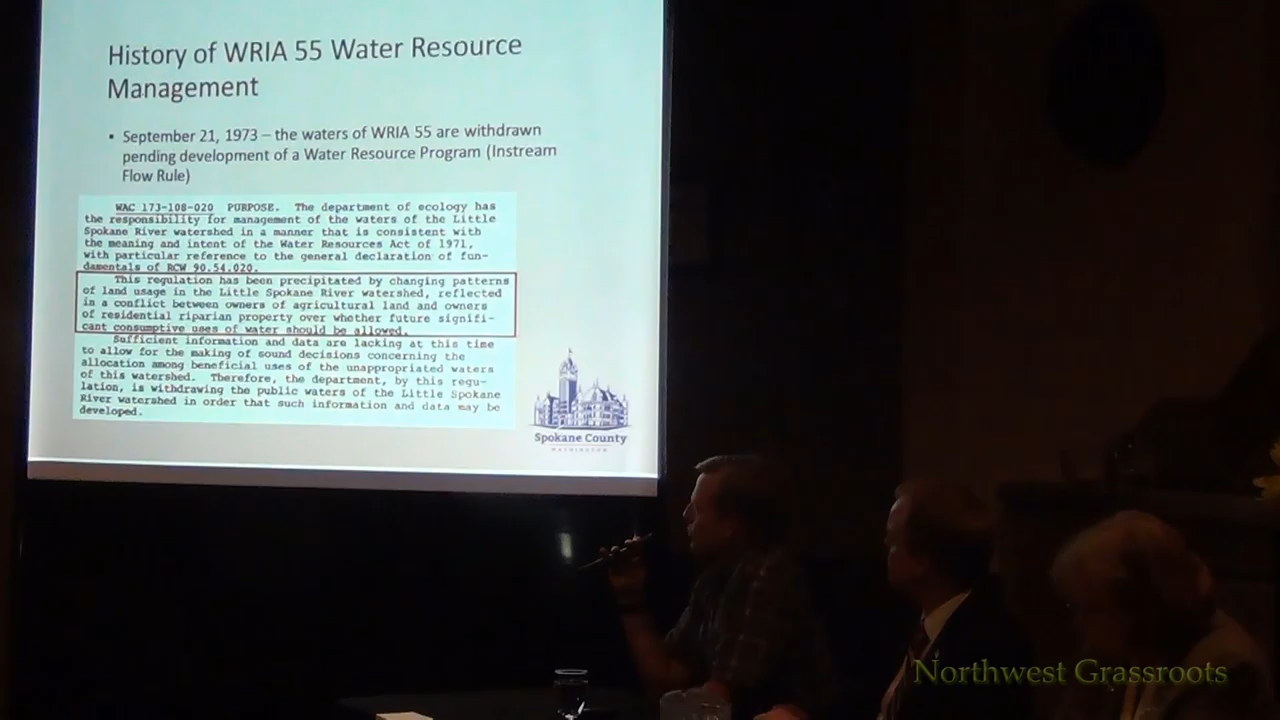 History of WRIA 55 Water Resource
Management
• September 21, 1973 – the waters of WRIA 55 are withdrawn
pending development of a Water Resource Program (Instream
Flow Rule)
WAC 173-108-020 PURPOSE. The department of ecology has
the responsibility for management of the waters of the Little
Spokane River watershed in a manner that is consistent with
the meaning and intent of the Water Resources Act of 1971,
with particular reference to the general declaration of fun-
damentals of RCW 90.54.020.
This regulation has been precipitated by changing patterns
of land usage in the Little Spokane River watershed, reflected
in a conflict between owners of agricultural land and owners
of residential riparian property over whether future signifi-
cant consumptive uses of water should be allowed.
Sufficient information and data are lacking at this time
to allow for the making of sound decisions concerning the
allocation among beneficial uses of the unappropriated waters
of this watershed. Therefore, the department, by this regu-
lation, is withdrawing the public waters of the Little Spokane
River watershed in order that such information and data may be
developed.
Spokane County
WASHINGTON
Northwest Grassroots